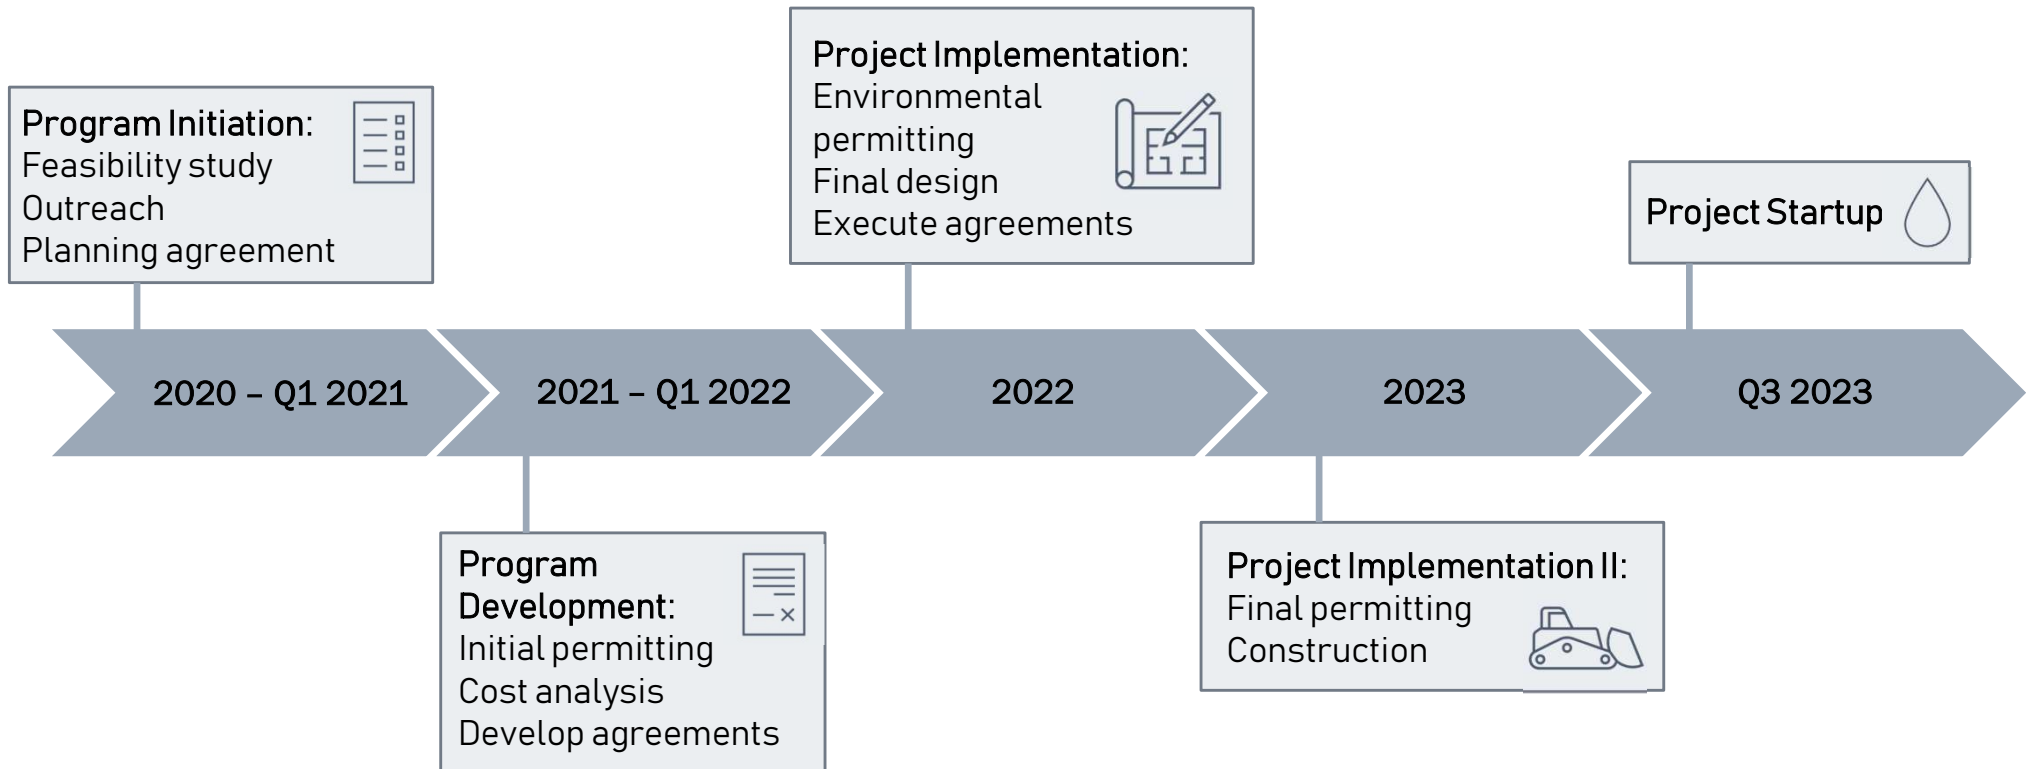 Program Initiation:
Feasibility study
Outreach
Planning agreement
Project Implementation:
Environmental
permitting
Final design
Execute agreements
Project Startup
2020 – Q1 2021
2021 – Q1 2022
2022
2023
Q3 2023
Program
Development:
Initial permitting
Cost analysis
Develop agreements
Project Implementation II:
Final permitting
Construction